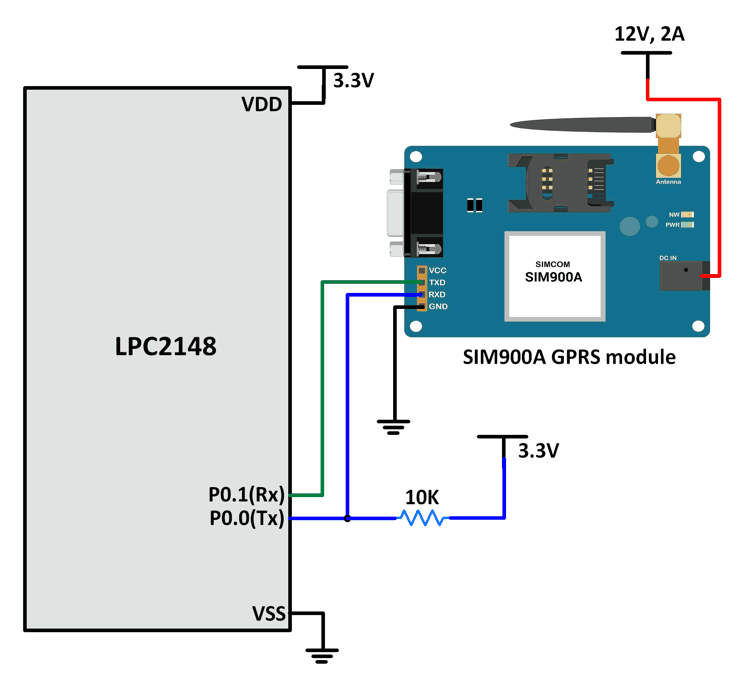 12V, 2A
3.3V
VDD
Antenna
NW
PWR
SIMCOM
SIM900A
DC IN
VCC
TXD
RXD
GND
LPC2148
SIM900A GPRS module
3.3V
10K
P0.1(Rx)
P0.0(Tx)
VSS